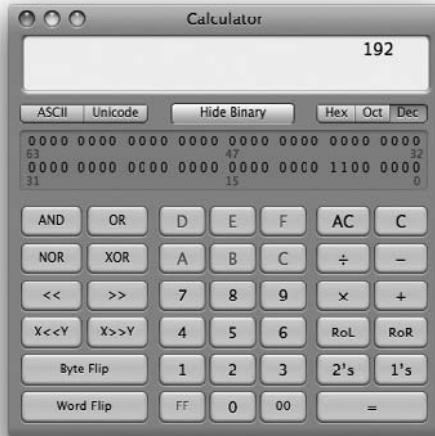 Calculator
192
ASCII Unicode Hide Binary Hex Oct Dec
0000 0000 0000 0000 0000 0000 0000 0000
63 47 32
0000 0000 0000 0000 0000 0000 1100 0000
31 15 0
AND OR D E F AC C
NOR XOR A B C ÷ −
<< >> 7 8 9 × +
X<<Y X>>Y 4 5 6 RoL RoR
Byte Flip 1 2 3 2's 1's
Word Flip FF 0 00 =